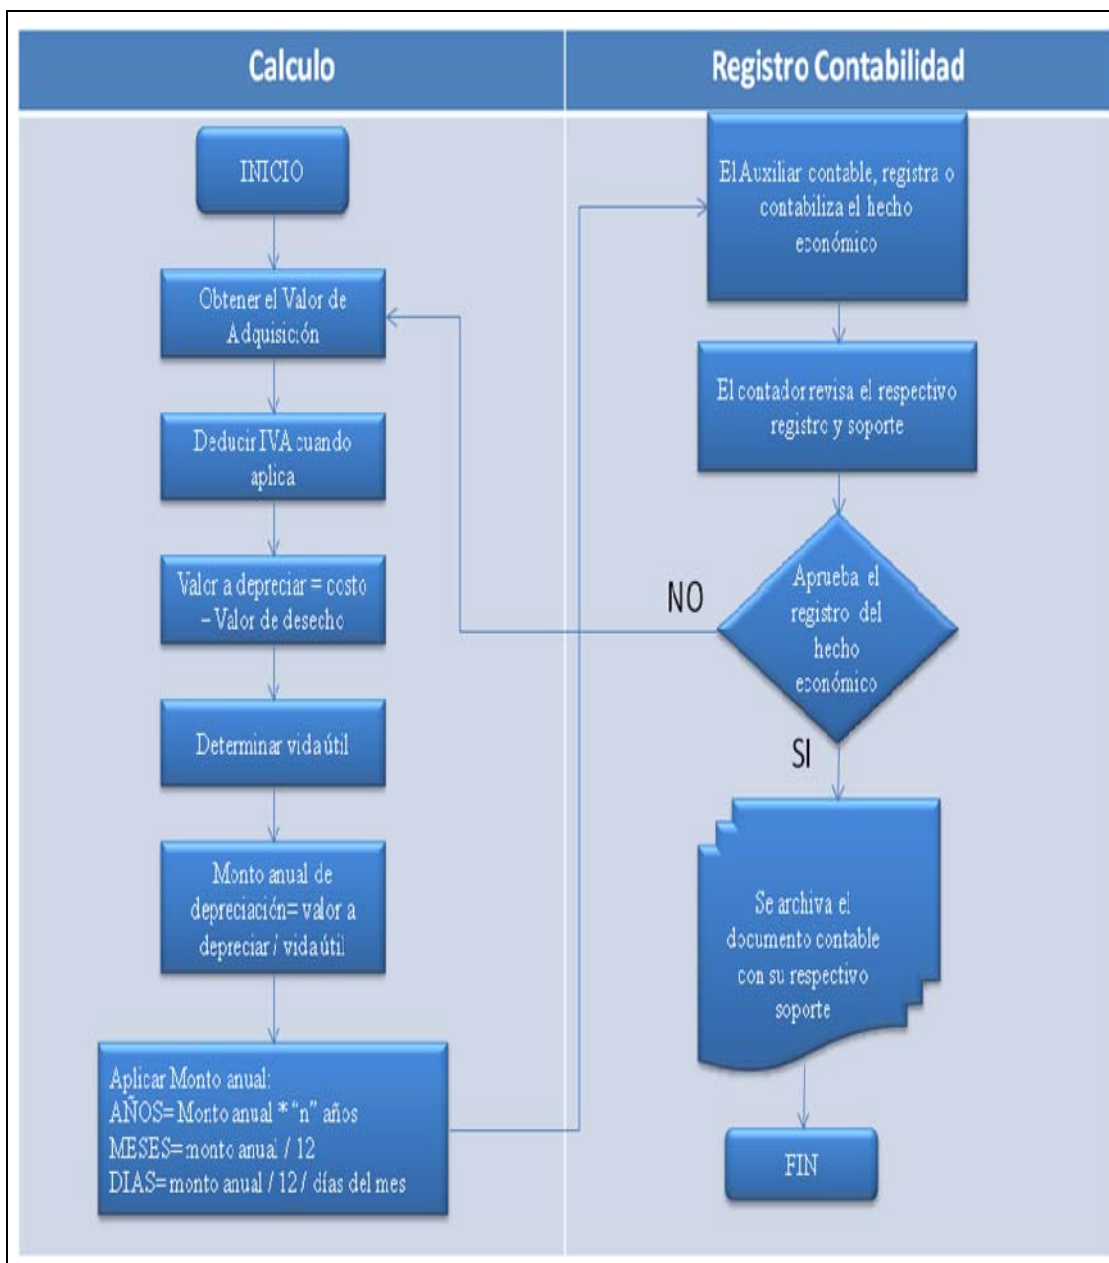 Calculo
INICIO
Obtener el Valor de
Adquisición
Deducir IVA cuando
aplica
Valor a depreciar = costo
– Valor de desecho
Determinar vida útil
Monto anual de
depreciación= valor a
depreciar / vida útil
Aplicar Monto anual:
AÑOS= Monto anual * “n” años
MESES= monto anual / 12
DIAS= monto anual / 12 / días del mes
Registro Contabilidad
El Auxiliar contable, registra o
contabiliza el hecho
económico
El contador revisa el respectivo
registro y soporte
Aprueba el
registro del
hecho
económico
NO
SI
Se archiva el
documento contable
con su respectivo
soporte
FIN